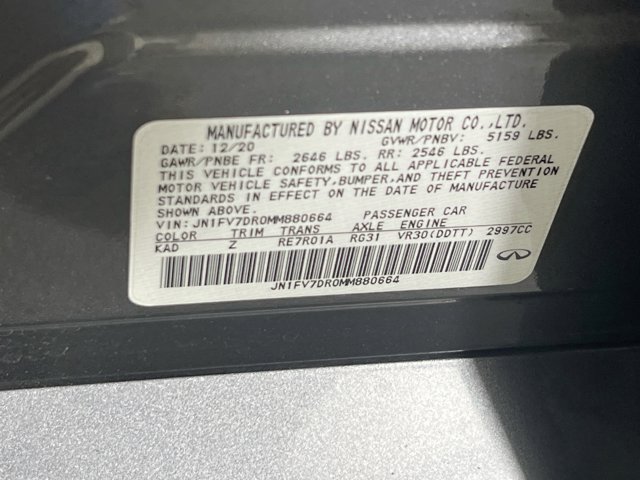 MANUFACTURED BY NISSAN MOTOR CO.,LTD.
DATE: 12/20 GVWR/PNBV: 5159 LBS.
GAWR/PNBE FR: 2646 LBS. RR: 2546 LBS.
THIS VEHICLE CONFORMS TO ALL APPLICABLE FEDERAL
MOTOR VEHICLE SAFETY,BUMPER,AND THEFT PREVENTION
STANDARDS IN EFFECT ON THE DATE OF MANUFACTURE
SHOWN ABOVE.
VIN: JN1FV7DR0MM880664 PASSENGER CAR
COLOR TRIM TRANS AXLE ENGINE
KAD Z RE7R01A RG31 VR30(DDTT) 2997CC
JN1FV7DR0MM880664